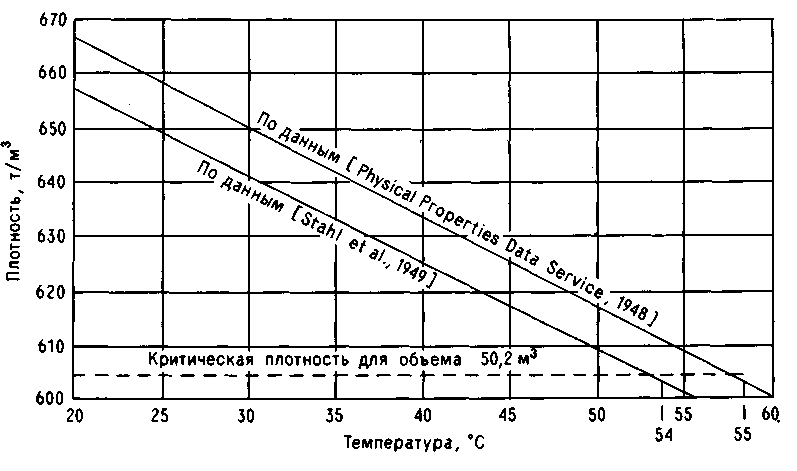 670
660
650
640
630
620
610
600
Плотность, т/м³
По данным [Physical Properties Data Service, 1948]
По данным [Stahl et al., 1949]
Критическая плотность для объема 50,2 м³
20 25 30 35 40 45 50 55 60
54 55
Температура, °С